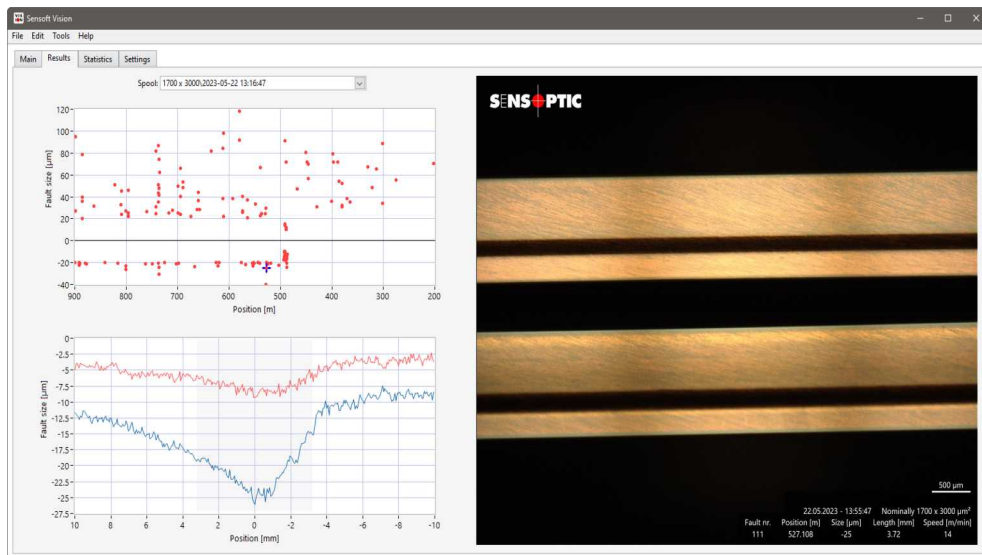 Sensoft Vision
File Edit Tools Help
Main Results Statistics Settings
Spool: 1700 x 3000\2023-05-22 13:16:47
120
100
80
60
40
20
0
-20
-40
Fault size [µm]
900 800 700 600 500 400 300 200
Position [m]
0
-2.5
-5
-7.5
-10
-12.5
-15
-17.5
-20
-22.5
-25
-27.5
Fault size [µm]
10 8 6 4 2 0 -2 -4 -6 -8 -10
Position [mm]
SENSOPTIC
500 µm
22.05.2023 - 13:55:47 Nominally 1700 x 3000 µm²
Fault nr. Position [m] Size [µm] Length [mm] Speed [m/min]
111 527.108 -25 3.72 14